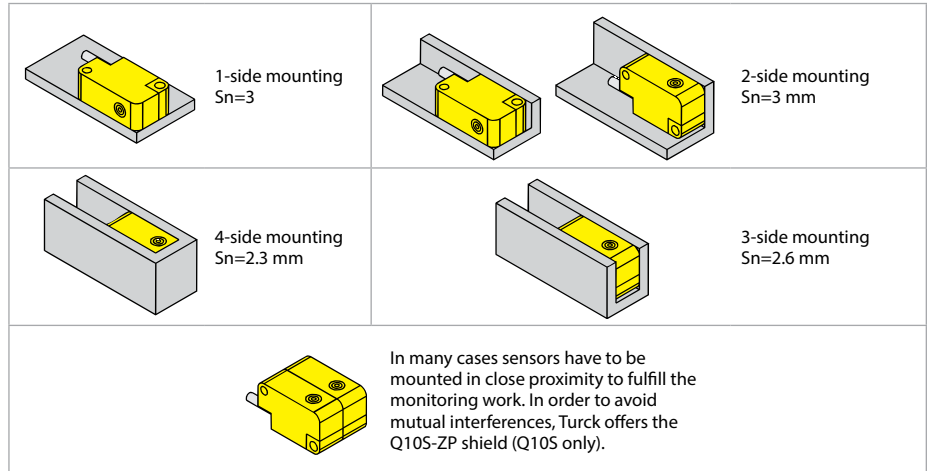 1-side mounting
Sn=3
2-side mounting
Sn=3 mm
4-side mounting
Sn=2.3 mm
3-side mounting
Sn=2.6 mm
In many cases sensors have to be
mounted in close proximity to fulfill the
monitoring work. In order to avoid
mutual interferences, Turck offers the
Q10S-ZP shield (Q10S only).